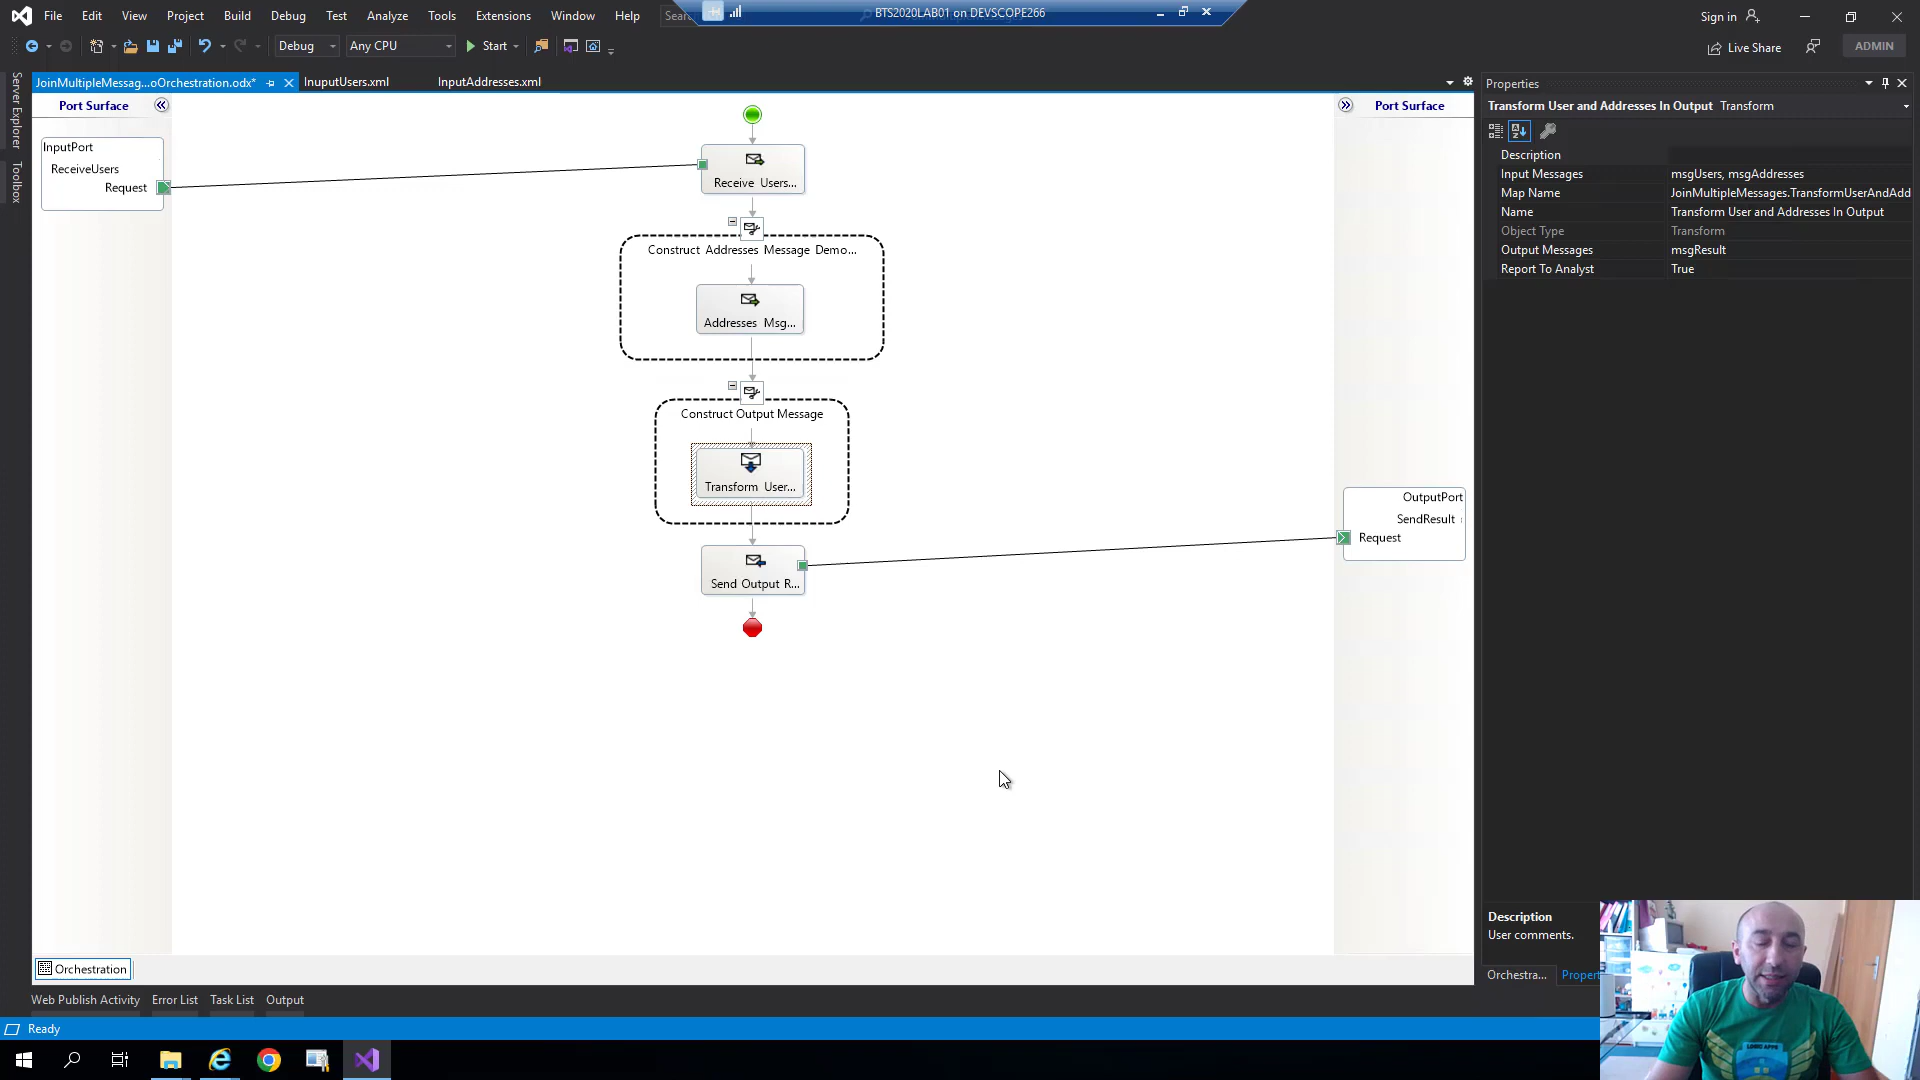 File Edit View Project Build Debug Test Analyze Tools Extensions Window Help
BTS2020LAB01 on DEVSCOPE266
Sign in
Debug Any CPU Start
Live Share
ADMIN
JoinMultipleMessag...oOrchestration.odx* InuputUsers.xml InputAddresses.xml
Server Explorer
Toolbox
Port Surface
InputPort
ReceiveUsers
Request
Receive Users...
Construct Addresses Message Demo...
Addresses Msg...
Construct Output Message
Transform User...
Send Output R...
Port Surface
OutputPort
SendResult
Request
Properties
Transform User and Addresses In Output Transform
Description
Input Messages msgUsers, msgAddresses
Map Name JoinMultipleMessages.TransformUserAndAdd
Name Transform User and Addresses In Output
Object Type Transform
Output Messages msgResult
Report To Analyst True
Description
User comments.
Orchestra... Propert
Orchestration
Web Publish Activity Error List Task List Output
Ready